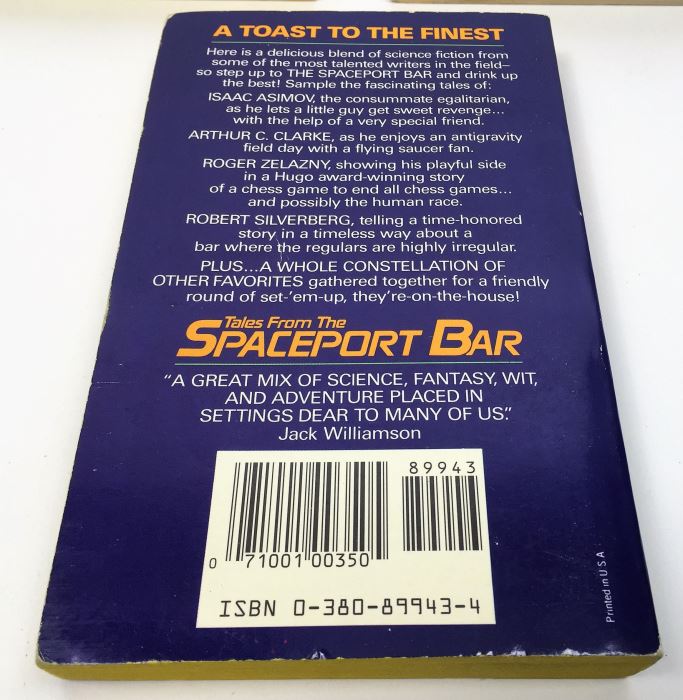 A TOAST TO THE FINEST
Here is a delicious blend of science fiction from
some of the most talented writers in the field–
so step up to THE SPACEPORT BAR and drink up
the best! Sample the fascinating tales of:
ISAAC ASIMOV, the consummate egalitarian,
as he lets a little guy get sweet revenge...
with the help of a very special friend.
ARTHUR C. CLARKE, as he enjoys an antigravity
field day with a flying saucer fan.
ROGER ZELAZNY, showing his playful side
in a Hugo award-winning story
of a chess game to end all chess games...
and possibly the human race.
ROBERT SILVERBERG, telling a time-honored
story in a timeless way about a
bar where the regulars are highly irregular.
PLUS...A WHOLE CONSTELLATION OF
OTHER FAVORITES gathered together for a friendly
round of set-'em-up, they're-on-the-house!
Tales From The
SPACEPORT BAR
"A GREAT MIX OF SCIENCE, FANTASY, WIT,
AND ADVENTURE PLACED IN
SETTINGS DEAR TO MANY OF US."
Jack Williamson
89943
0 71001 00350
ISBN 0-380-89943-4
Printed in U S A